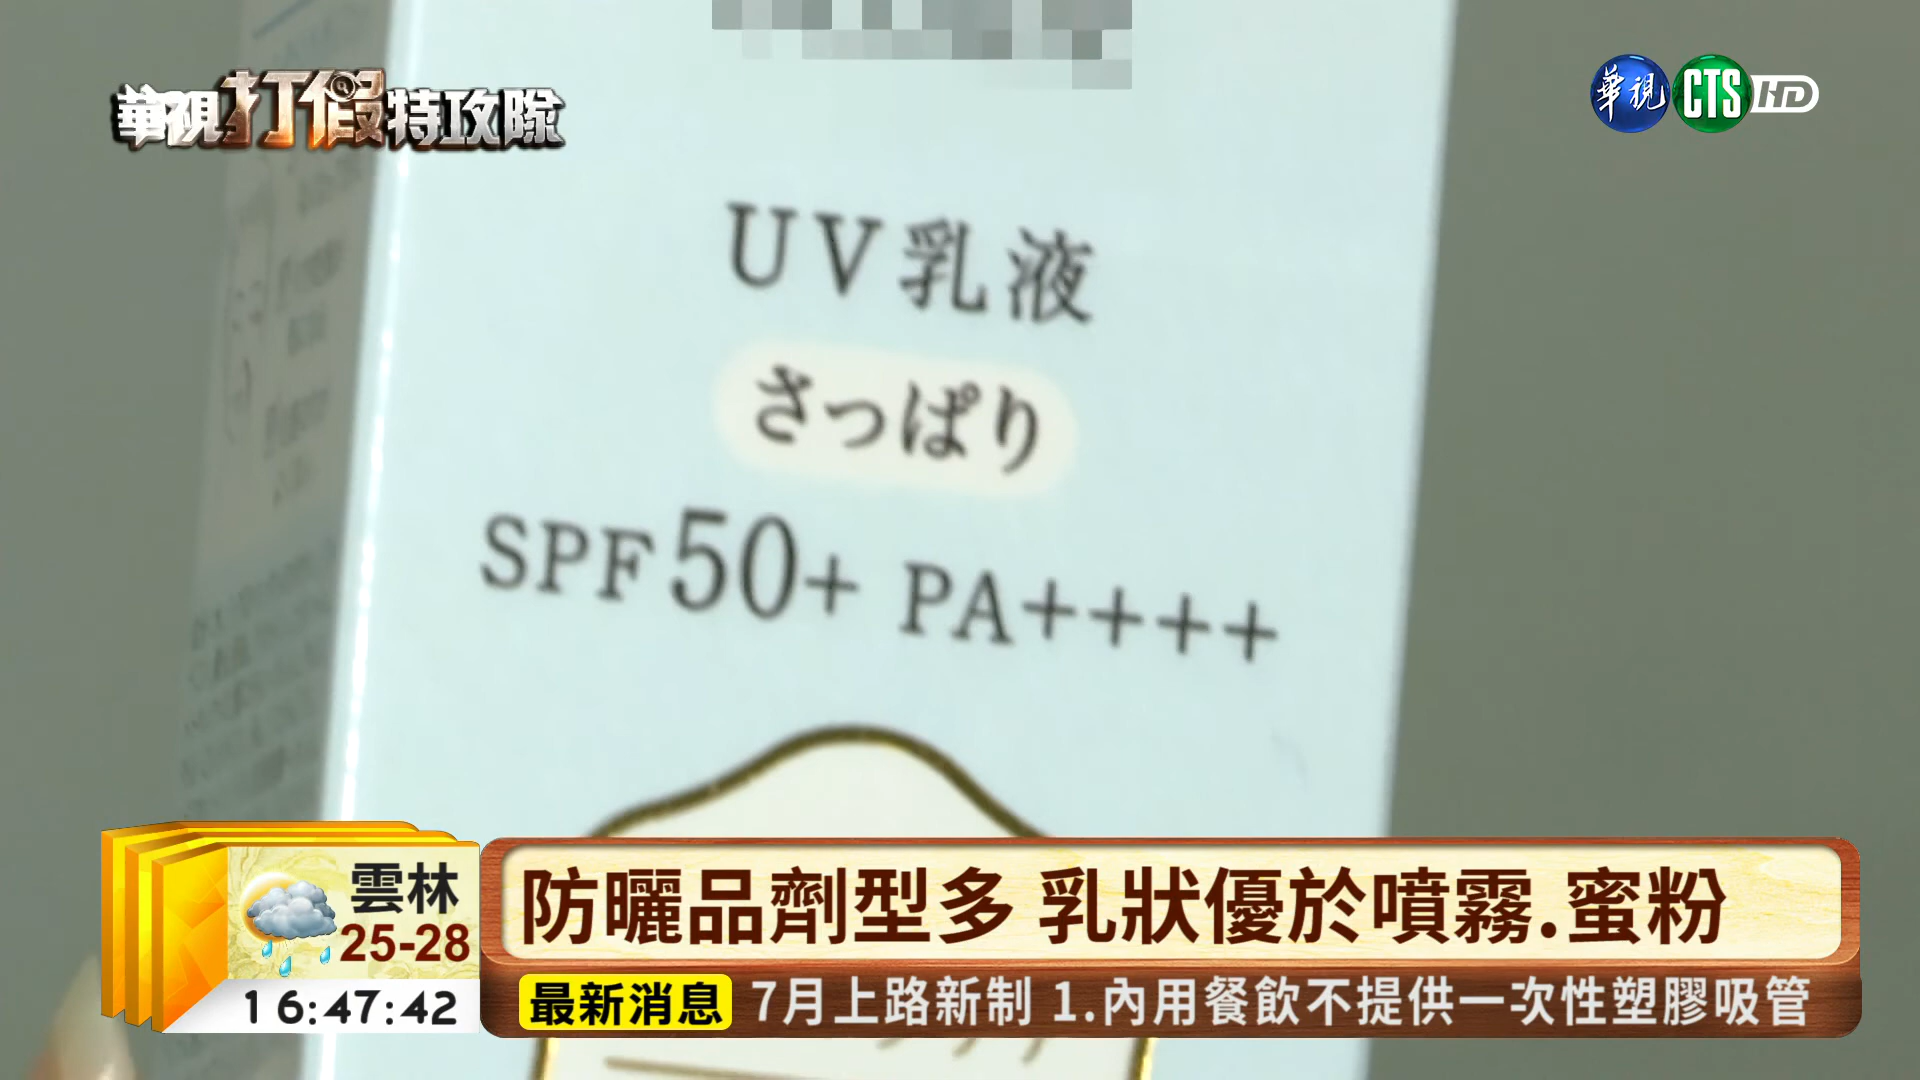 華視打假特攻隊
華視 CTS HD
UV乳液
さっぱり
SPF50+ PA++++
雲林
25-28
16:47:42
防曬品劑型多 乳狀優於噴霧.蜜粉
最新消息 7月上路新制 1.內用餐飲不提供一次性塑膠吸管